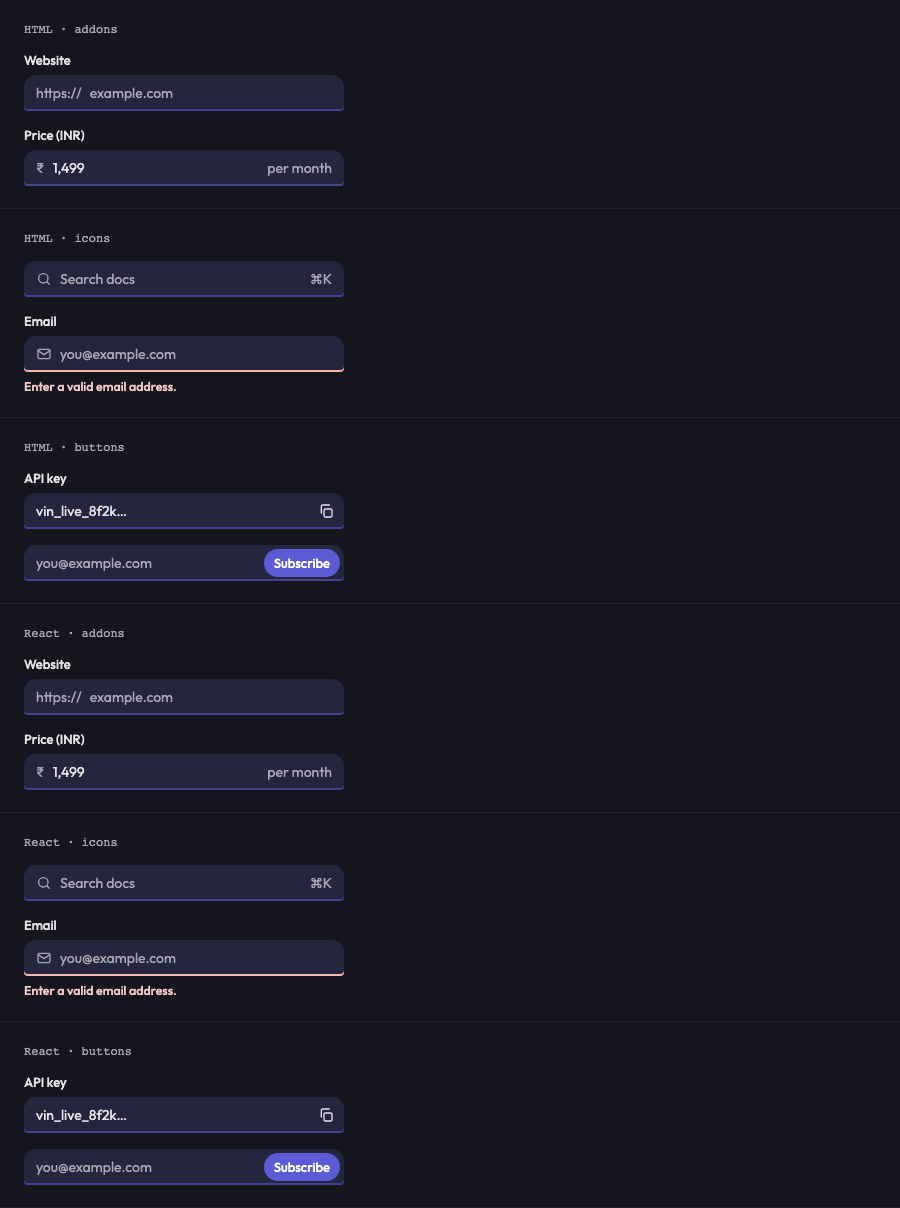 HTML · addons
Website
https:// example.com
Price (INR)
₹ 1,499 per month
HTML · icons
Search docs ⌘K
Email
you@example.com
Enter a valid email address.
HTML · buttons
API key
vin_live_8f2k…
you@example.com Subscribe
React · addons
Website
https:// example.com
Price (INR)
₹ 1,499 per month
React · icons
Search docs ⌘K
Email
you@example.com
Enter a valid email address.
React · buttons
API key
vin_live_8f2k…
you@example.com Subscribe